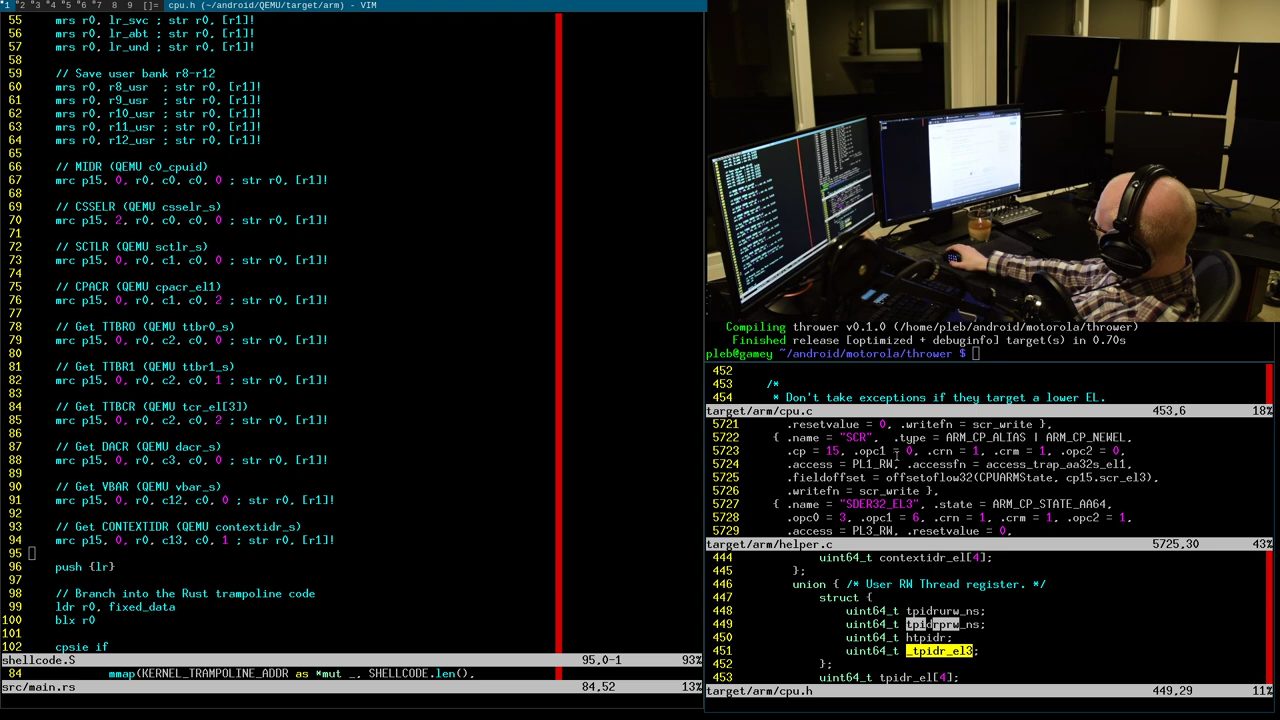 *1 *2 *3 *4 *5 *6 *7 8 9 []= cpu.h (~/android/QEMU/target/arm) - VIM
55 mrs r0, lr_svc ; str r0, [r1]!
56 mrs r0, lr_abt ; str r0, [r1]!
57 mrs r0, lr_und ; str r0, [r1]!
58
59 // Save user bank r8-r12
60 mrs r0, r8_usr ; str r0, [r1]!
61 mrs r0, r9_usr ; str r0, [r1]!
62 mrs r0, r10_usr ; str r0, [r1]!
63 mrs r0, r11_usr ; str r0, [r1]!
64 mrs r0, r12_usr ; str r0, [r1]!
65
66 // MIDR (QEMU c0_cpuid)
67 mrc p15, 0, r0, c0, c0, 0 ; str r0, [r1]!
68
69 // CSSELR (QEMU csselr_s)
70 mrc p15, 2, r0, c0, c0, 0 ; str r0, [r1]!
71
72 // SCTLR (QEMU sctlr_s)
73 mrc p15, 0, r0, c1, c0, 0 ; str r0, [r1]!
74
75 // CPACR (QEMU cpacr_el1)
76 mrc p15, 0, r0, c1, c0, 2 ; str r0, [r1]!
77
78 // Get TTBR0 (QEMU ttbr0_s)
79 mrc p15, 0, r0, c2, c0, 0 ; str r0, [r1]!
80
81 // Get TTBR1 (QEMU ttbr1_s)
82 mrc p15, 0, r0, c2, c0, 1 ; str r0, [r1]!
83
84 // Get TTBCR (QEMU tcr_el[3])
85 mrc p15, 0, r0, c2, c0, 2 ; str r0, [r1]!
86
87 // Get DACR (QEMU dacr_s)
88 mrc p15, 0, r0, c3, c0, 0 ; str r0, [r1]!
89
90 // Get VBAR (QEMU vbar_s)
91 mrc p15, 0, r0, c12, c0, 0 ; str r0, [r1]!
92
93 // Get CONTEXTIDR (QEMU contextidr_s)
94 mrc p15, 0, r0, c13, c0, 1 ; str r0, [r1]!
95
96 push {lr}
97
98 // Branch into the Rust trampoline code
99 ldr r0, fixed_data
100 blx r0
101
102 cpsie if
shellcode.S 95,0-1 93%
84 mmap(KERNEL_TRAMPOLINE_ADDR as *mut _, SHELLCODE.len(),
src/main.rs 84,52 13%
Compiling thrower v0.1.0 (/home/pleb/android/motorola/thrower)
Finished release [optimized + debuginfo] target(s) in 0.70s
pleb@gamey ~/android/motorola/thrower $
452
453 /*
454 * Don't take exceptions if they target a lower EL.
target/arm/cpu.c 453,6 18%
5721 .resetvalue = 0, .writefn = scr_write },
5722 { .name = "SCR", .type = ARM_CP_ALIAS | ARM_CP_NEWEL,
5723 .cp = 15, .opc1 = 0, .crn = 1, .crm = 1, .opc2 = 0,
5724 .access = PL1_RW, .accessfn = access_trap_aa32s_el1,
5725 .fieldoffset = offsetoflow32(CPUARMState, cp15.scr_el3),
5726 .writefn = scr_write },
5727 { .name = "SDER32_EL3", .state = ARM_CP_STATE_AA64,
5728 .opc0 = 3, .opc1 = 6, .crn = 1, .crm = 1, .opc2 = 1,
5729 .access = PL3_RW, .resetvalue = 0,
target/arm/helper.c 5725,30 43%
444 uint64_t contextidr_el[4];
445 };
446 union { /* User RW Thread register. */
447 struct {
448 uint64_t tpidrurw_ns;
449 uint64_t tpidrprw_ns;
450 uint64_t htpidr;
451 uint64_t _tpidr_el3;
452 };
453 uint64_t tpidr_el[4];
target/arm/cpu.h 449,29 11%